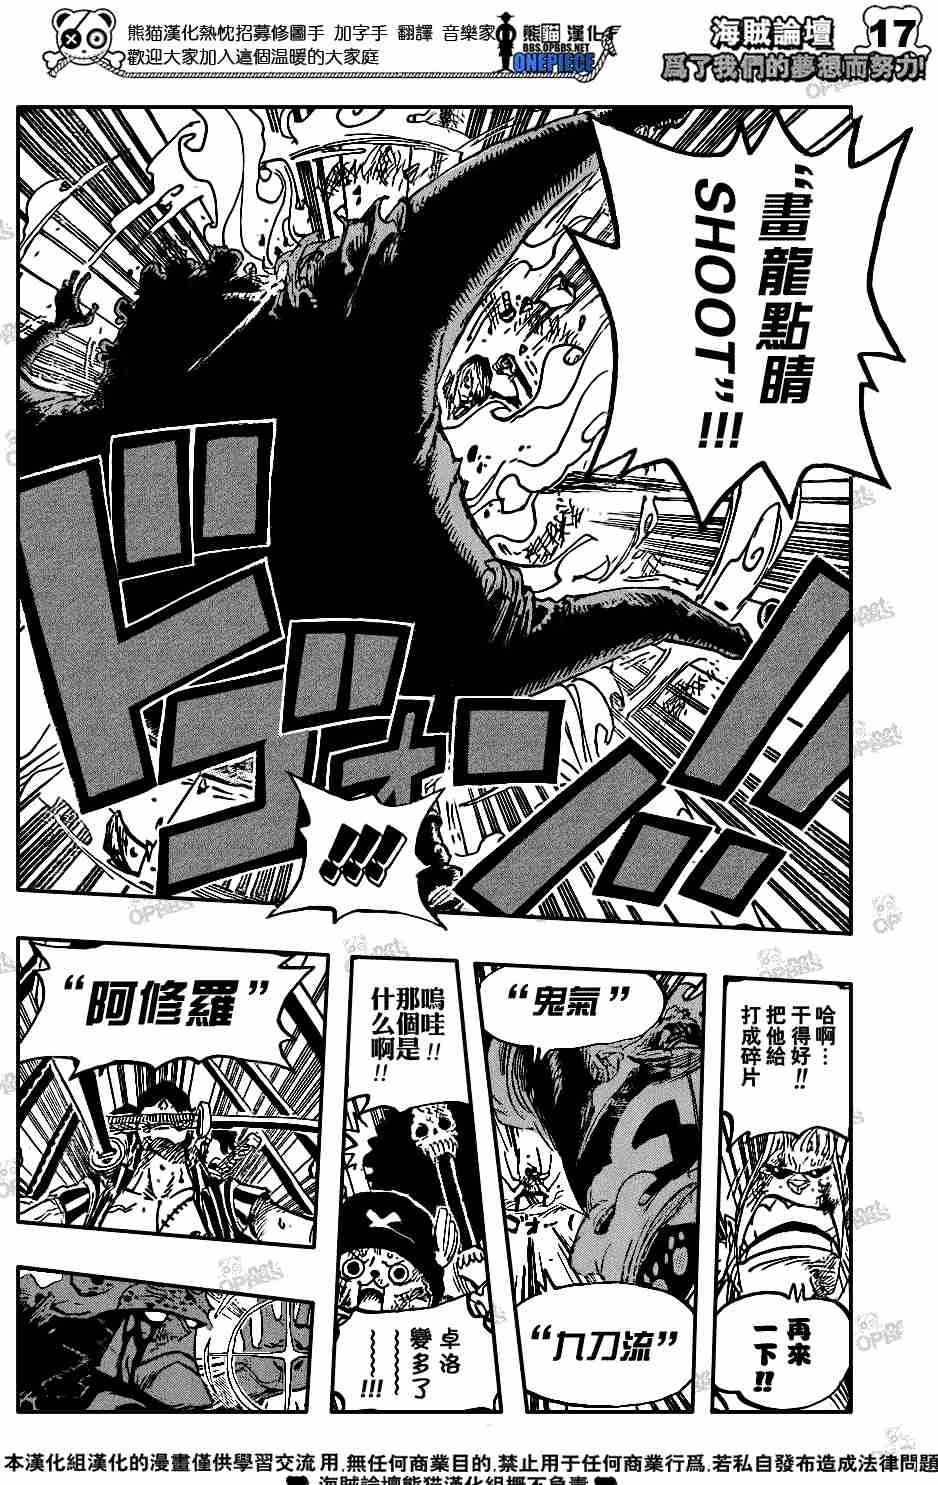 熊猫漢化熱忱招募修圖手 加字手 翻譯 音樂家
歡迎大家加入這個溫暖的大家庭
熊猫 漢化
BBS.OPBBS.NET
ONEPIECE
海賊論壇
爲了我們的夢想而努力!
17
“畫龍點睛
SHOOT”!!!
ドゴォーン!!
!!!!
哈啊…
干得好!!
把他給
打成碎片
再來
一下!!
“鬼氣”
ゴォーー
“九刀流”
嗚哇!!
那個是
什么啊!!
卓洛
變多了
～～～～!!!
“阿修羅”
本漢化組漢化的漫畫僅供學習交流用.無任何商業目的.禁止用于任何商業行爲.若私自發布造成法律問題
海賊論壇熊猫漢化組概不負責